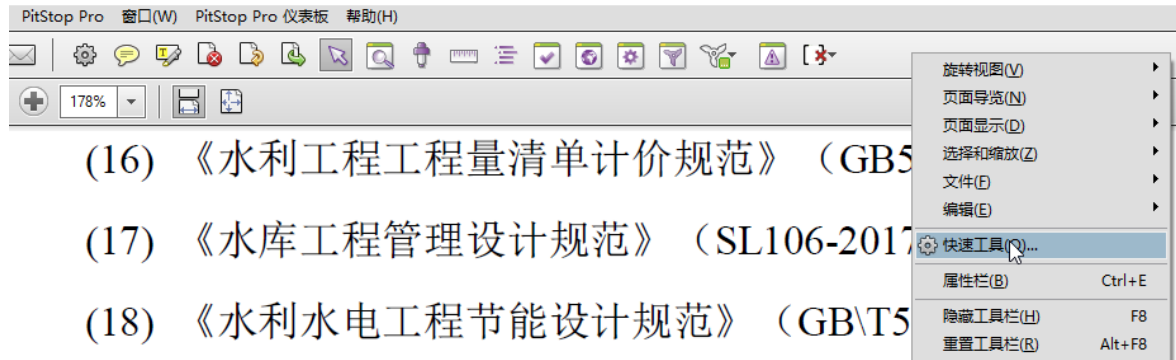 PitStop Pro 窗口(W) PitStop Pro 仪表板 帮助(H)
178%
(16) 《水利工程工程量清单计价规范》（GB5
(17) 《水库工程管理设计规范》（SL106-2017
(18) 《水利水电工程节能设计规范》（GB\T5
旋转视图(V)
页面导览(N)
页面显示(D)
选择和缩放(Z)
文件(F)
编辑(E)
快速工具(Q)...
属性栏(B) Ctrl+E
隐藏工具栏(H) F8
重置工具栏(R) Alt+F8